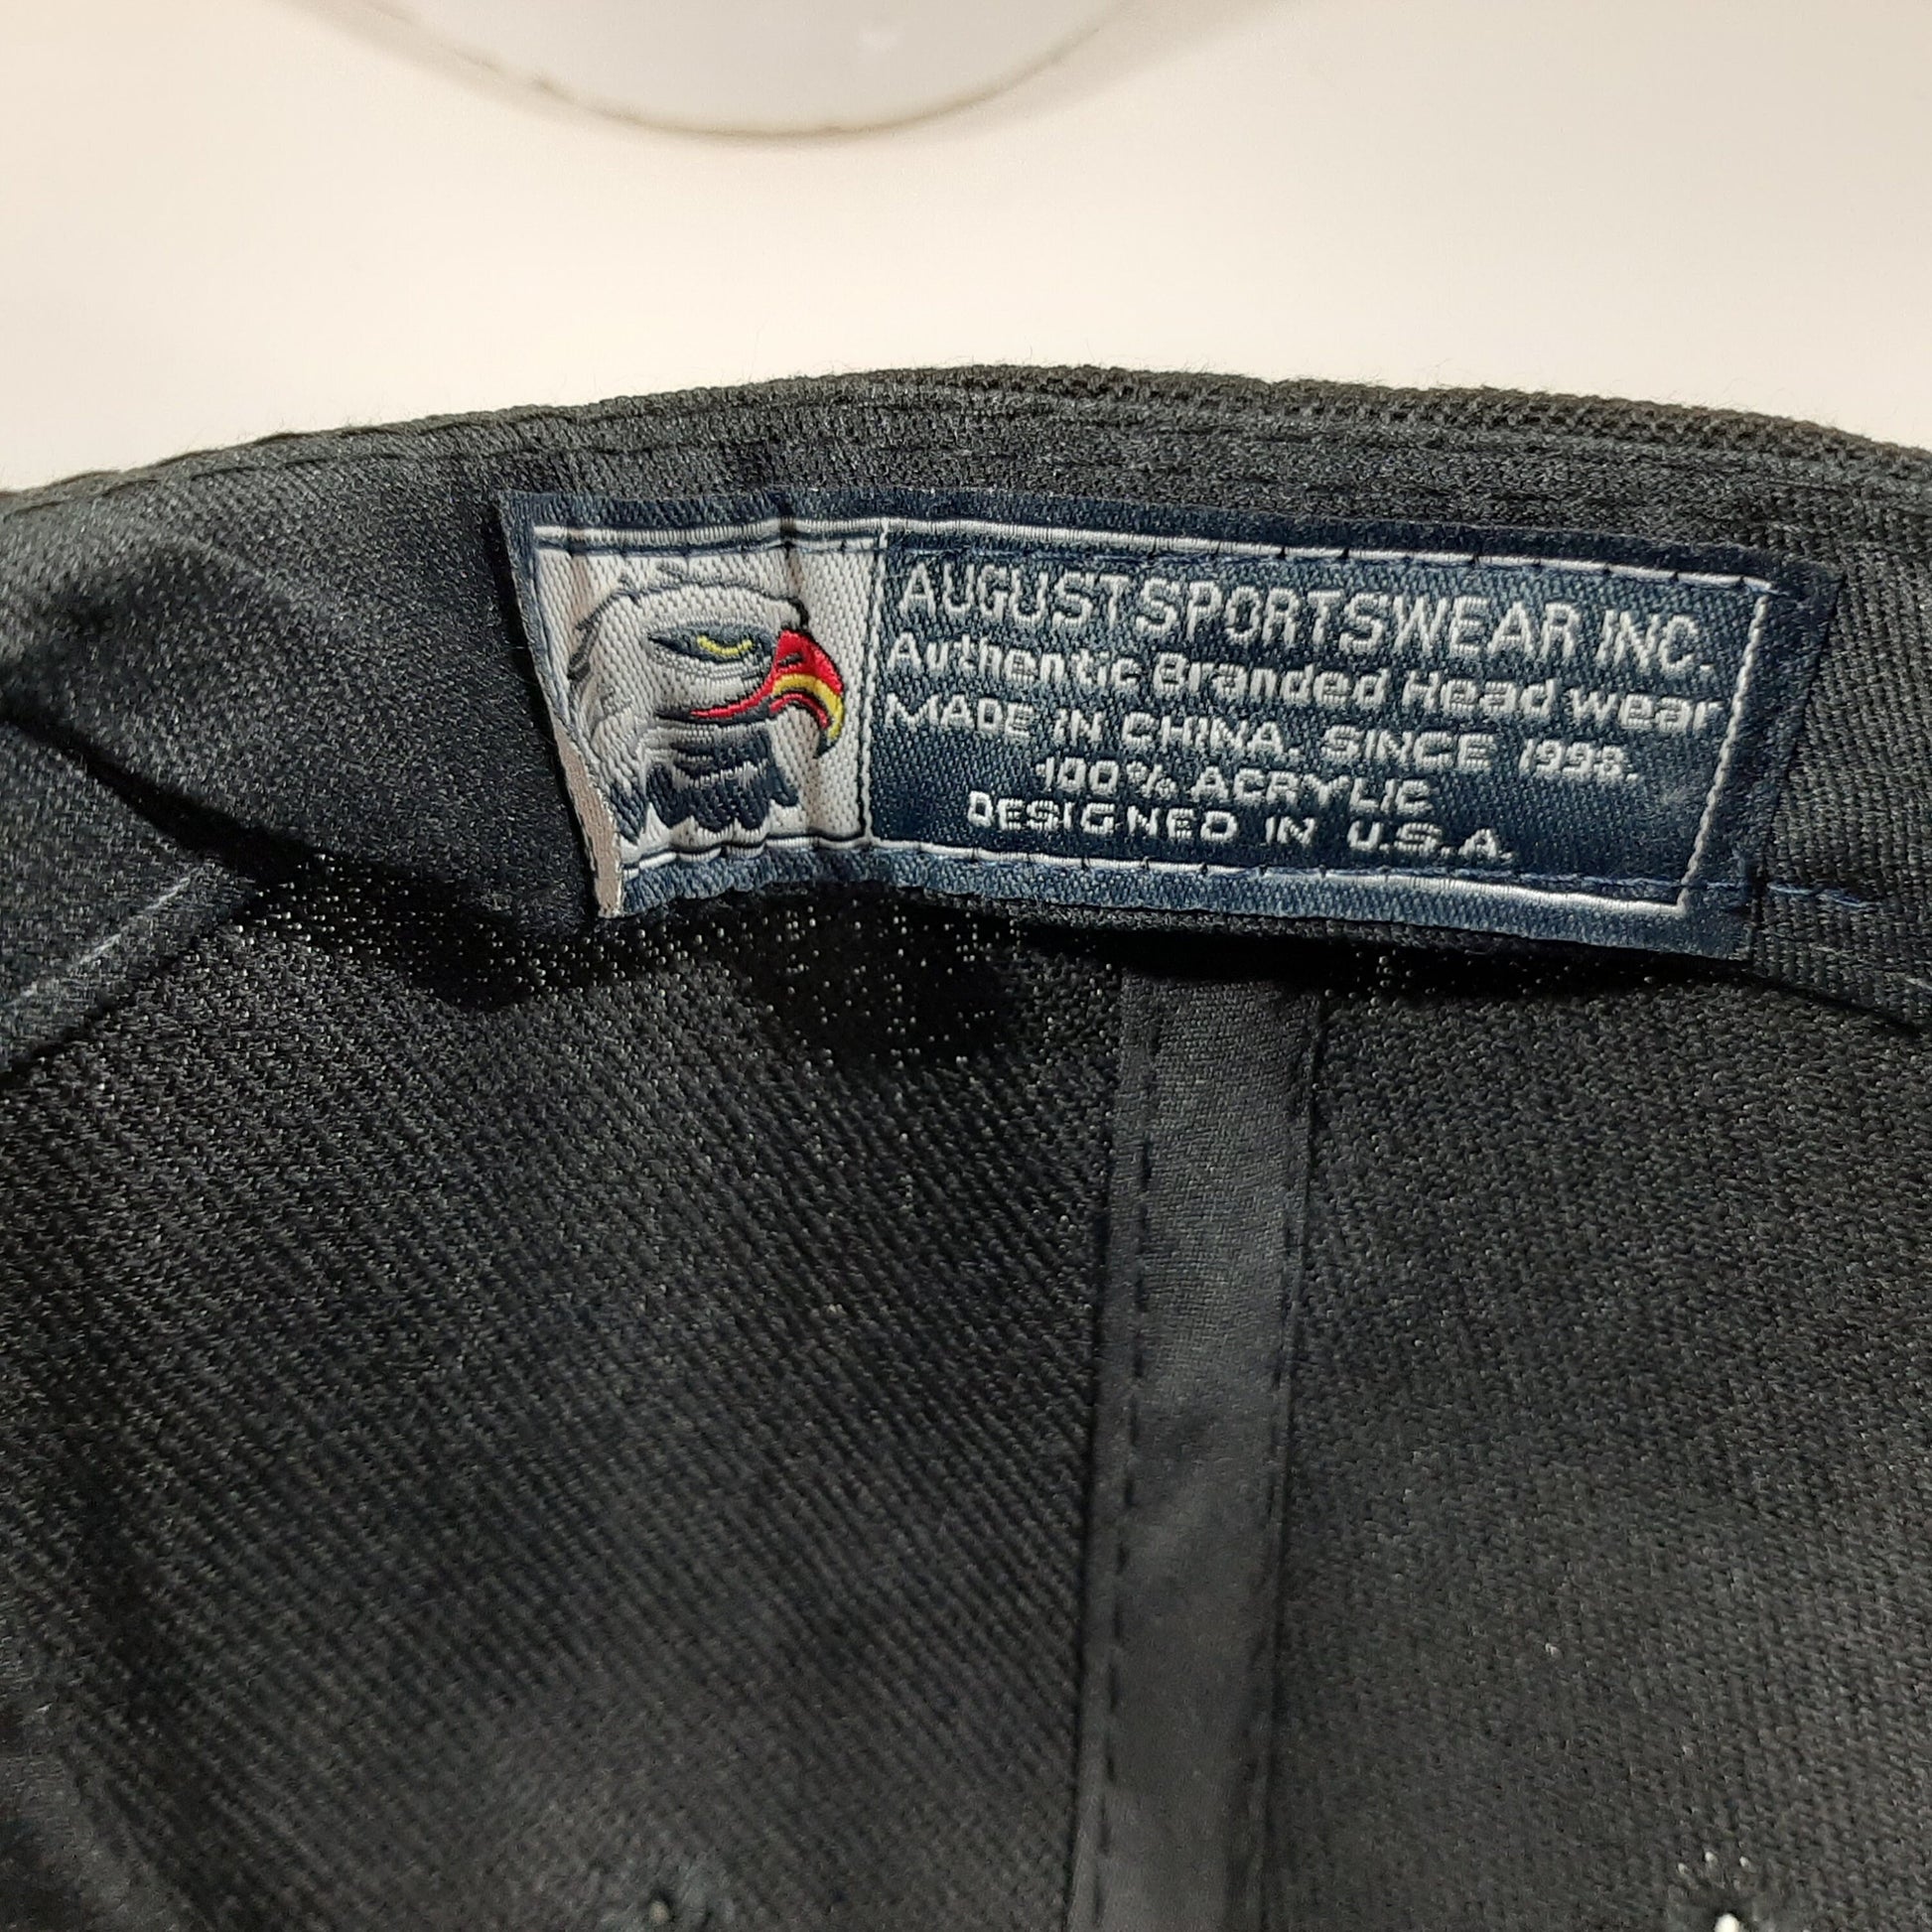 AUGUST SPORTSWEAR INC.
Authentic Branded Head wear
MADE IN CHINA. SINCE 1998.
100% ACRYLIC
DESIGNED IN U.S.A.